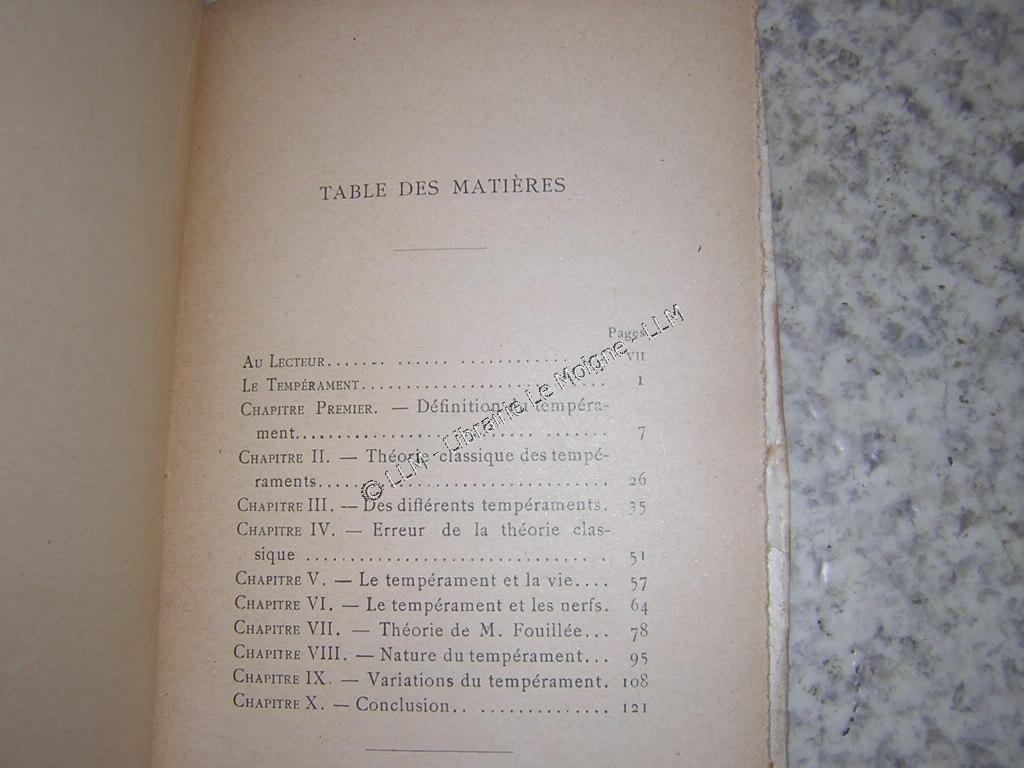 TABLE DES MATIÈRES
Pages
AU LECTEUR....... ..................... VII
LE TEMPÉRAMENT.............................. 1
CHAPITRE PREMIER. — Définition du tempéra-
ment............................ ....... 7
CHAPITRE II. — Théorie classique des tempé-
raments................................... 26
CHAPITRE III. — Des différents tempéraments. 35
CHAPITRE IV. — Erreur de la théorie clas-
sique .................................... 51
CHAPITRE V. — Le tempérament et la vie.... 57
CHAPITRE VI. — Le tempérament et les nerfs. 64
CHAPITRE VII. — Théorie de M. Fouillée... 78
CHAPITRE VIII. — Nature du tempérament... 95
CHAPITRE IX. — Variations du tempérament. 108
CHAPITRE X. — Conclusion.. .............. 121
© LLM - Librairie Le Moigne - LLM